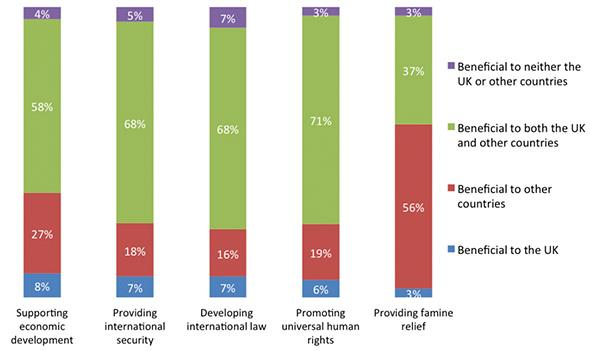 4%
5%
7%
3%
3%
58%
68%
68%
71%
37%
27%
18%
16%
19%
56%
8%
7%
7%
6%
3%
Supporting
economic
development
Providing
international
security
Developing
international law
Promoting
universal human
rights
Providing famine
relief
Beneficial to neither the
UK or other countries
Beneficial to both the UK
and other countries
Beneficial to other
countries
Beneficial to the UK